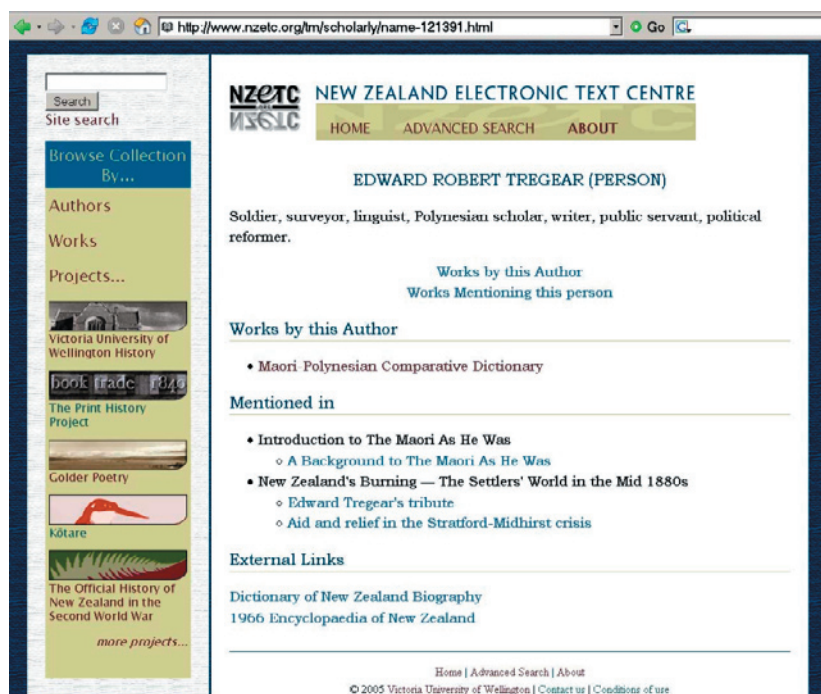 http://www.nzetc.org/tm/scholarly/name-121391.html
Go
Search
Site search
Browse Collection
By...
Authors
Works
Projects...
Victoria University of
Wellington History
book trade 1840
The Print History
Project
Golder Poetry
Kōtare
The Official History of
New Zealand in the
Second World War
more projects...
NZETC
NEW ZEALAND ELECTRONIC TEXT CENTRE
HOME ADVANCED SEARCH ABOUT
EDWARD ROBERT TREGEAR (PERSON)
Soldier, surveyor, linguist, Polynesian scholar, writer, public servant, political
reformer.
Works by this Author
Works Mentioning this person
Works by this Author
• Maori-Polynesian Comparative Dictionary
Mentioned in
• Introduction to The Maori As He Was
◦ A Background to The Maori As He Was
• New Zealand's Burning — The Settlers' World in the Mid 1880s
◦ Edward Tregear's tribute
◦ Aid and relief in the Stratford-Midhirst crisis
External Links
Dictionary of New Zealand Biography
1966 Encyclopaedia of New Zealand
Home | Advanced Search | About
© 2005 Victoria University of Wellington | Contact us | Conditions of use